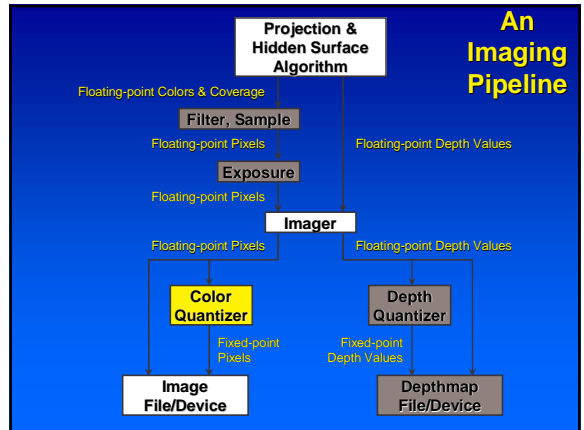 An
Imaging
Pipeline
Projection &
Hidden Surface
Algorithm
Floating-point Colors & Coverage
Filter, Sample
Floating-point Pixels
Floating-point Depth Values
Exposure
Floating-point Pixels
Imager
Floating-point Pixels
Floating-point Depth Values
Color
Quantizer
Depth
Quantizer
Fixed-point
Pixels
Fixed-point
Depth Values
Image
File/Device
Depthmap
File/Device